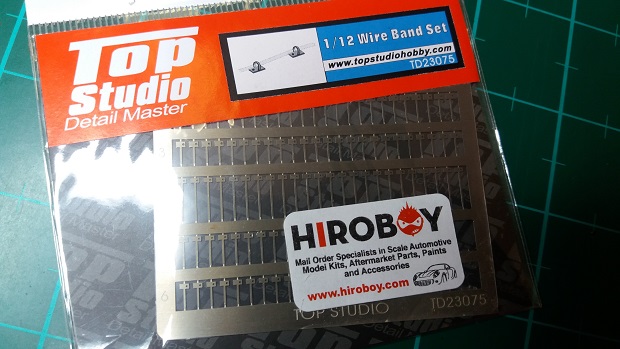 Top
Studio
Detail Master
1/12 Wire Band Set
www.topstudiohobby.com
TD23075
HIROBOY
Mail Order Specialists in Scale Automotive
Model Kits, Aftermarket Parts, Paints
and Accessories
www.hiroboy.com
TOP STUDIO
TD23075